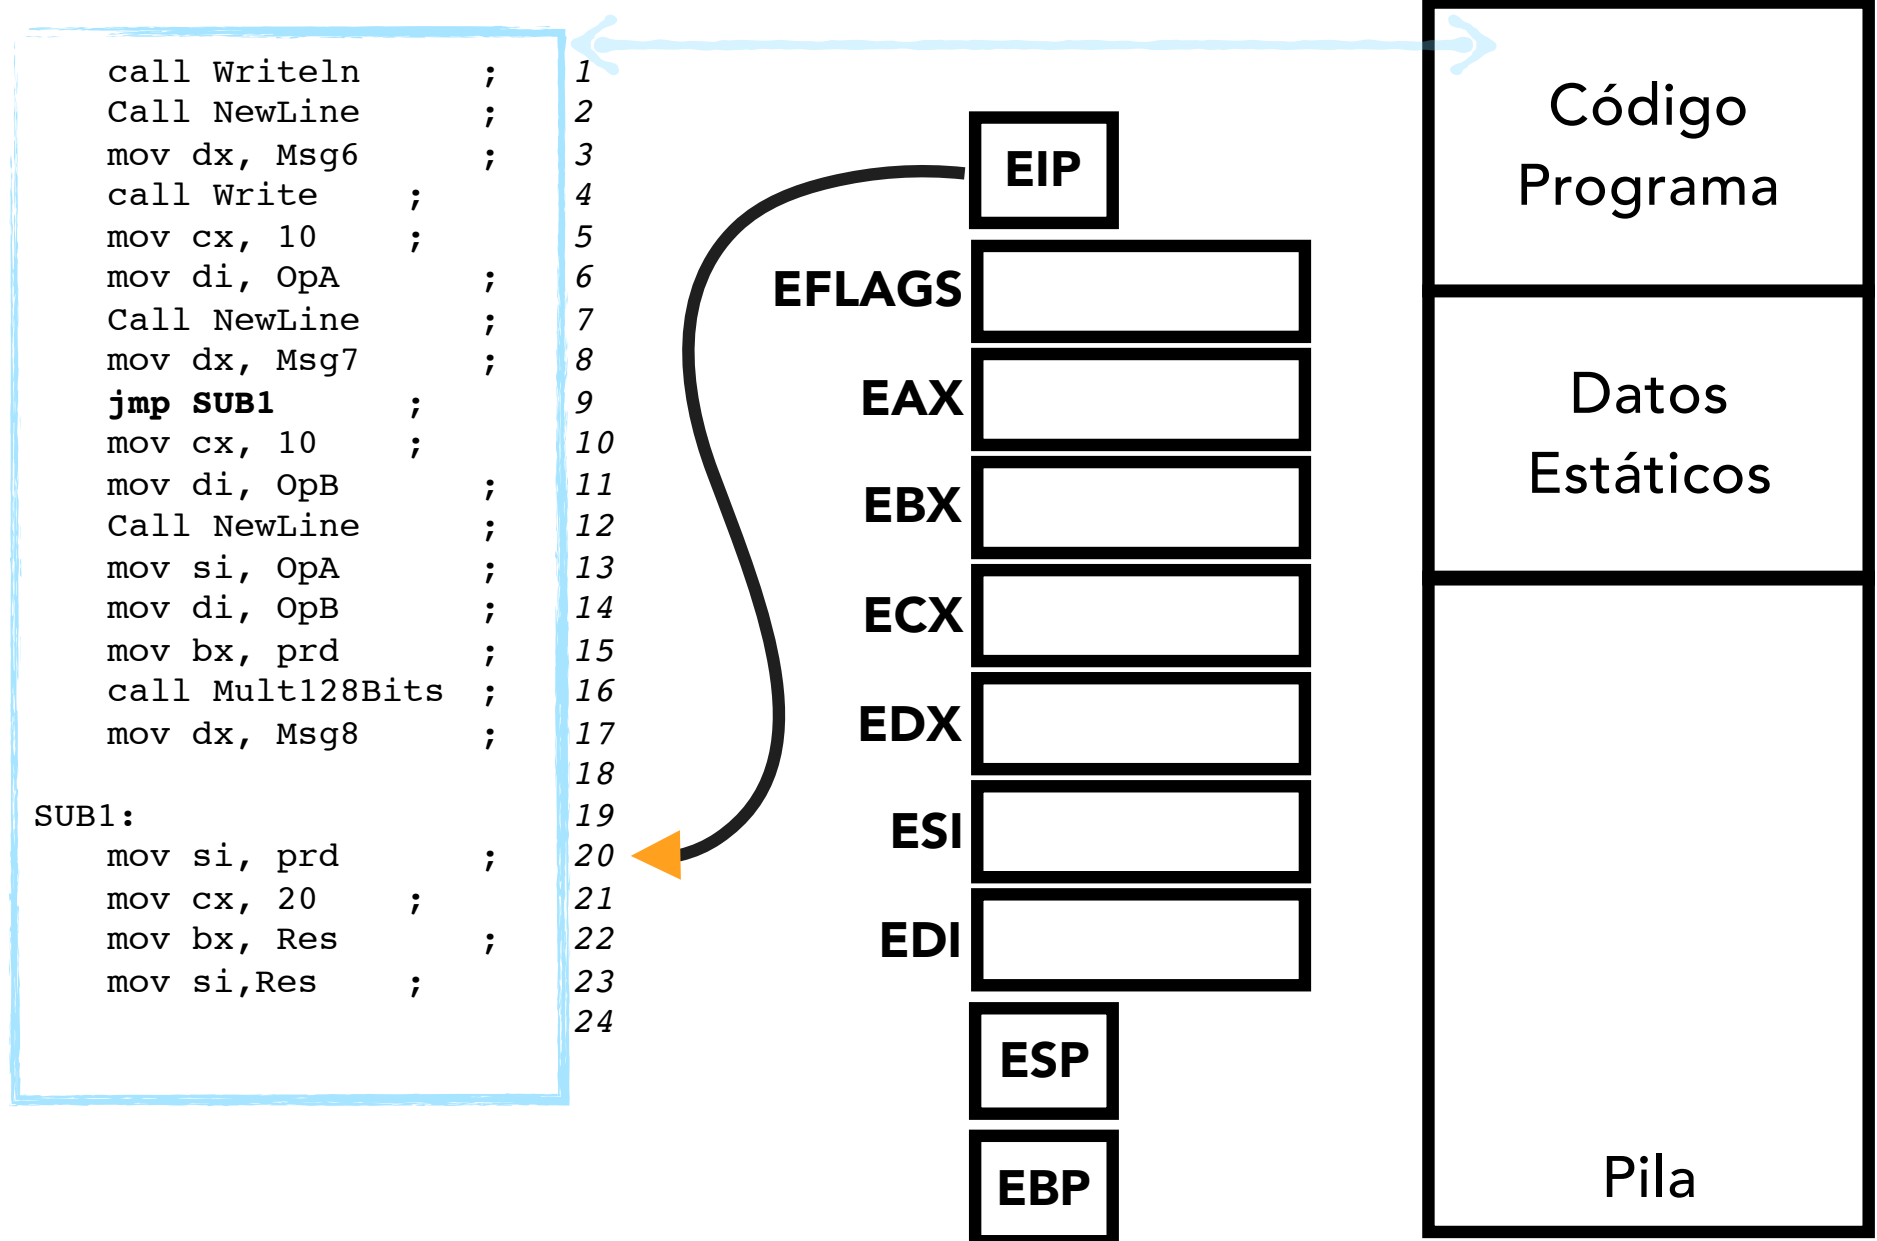 call Writeln ; 1
Call NewLine ; 2
mov dx, Msg6 ; 3
call Write ; 4
mov cx, 10 ; 5
mov di, OpA ; 6
Call NewLine ; 7
mov dx, Msg7 ; 8
jmp SUB1 ; 9
mov cx, 10 ; 10
mov di, OpB ; 11
Call NewLine ; 12
mov si, OpA ; 13
mov di, OpB ; 14
mov bx, prd ; 15
call Mult128Bits ; 16
mov dx, Msg8 ; 17
18
SUB1: 19
mov si, prd ; 20
mov cx, 20 ; 21
mov bx, Res ; 22
mov si,Res ; 23
24
EIP
EFLAGS
EAX
EBX
ECX
EDX
ESI
EDI
ESP
EBP
Código
Programa
Datos
Estáticos
Pila